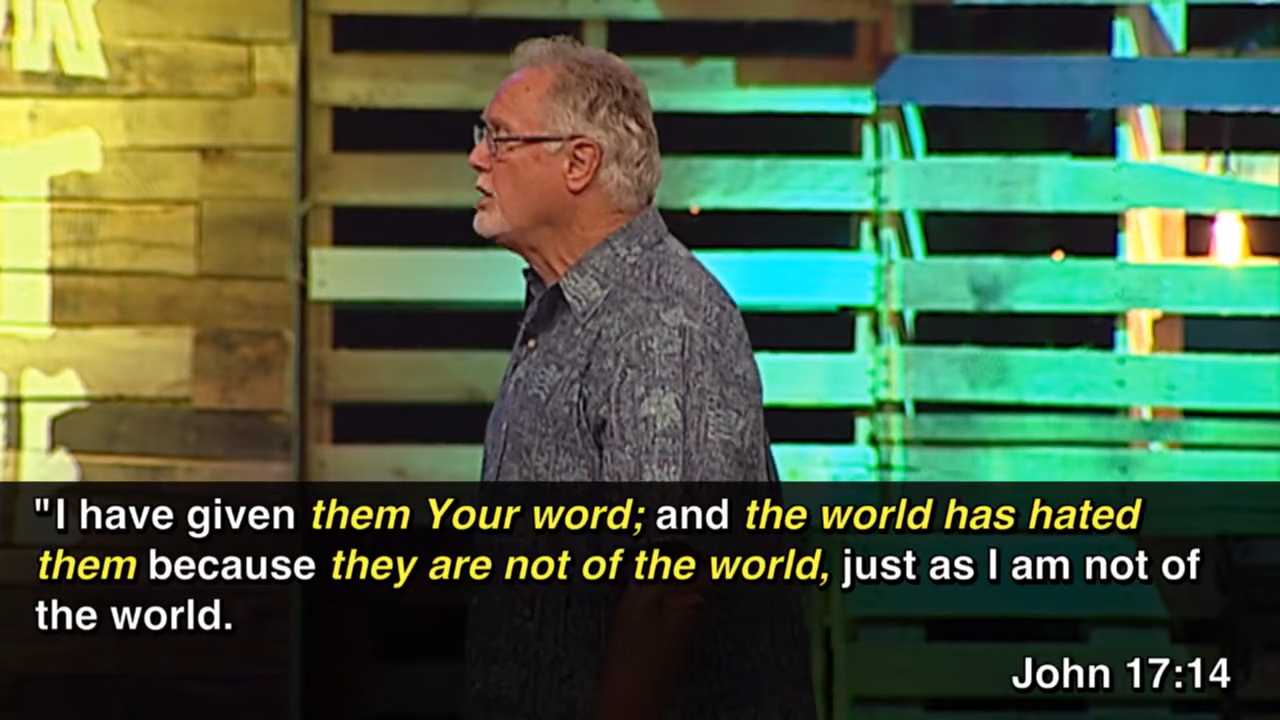 "I have given them Your word; and the world has hated
them because they are not of the world, just as I am not of
the world.
John 17:14